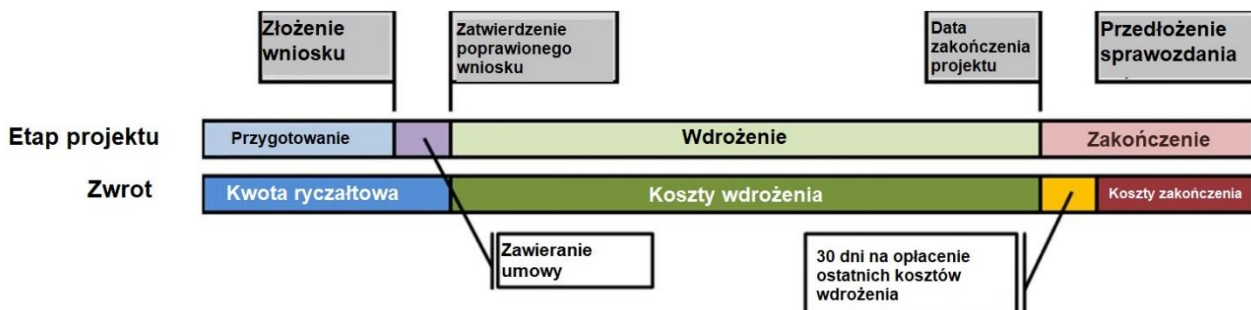 Złożenie
wniosku
Zatwierdzenie
poprawionego
wniosku
Data
zakończenia
projektu
Przedłożenie
sprawozdania
Etap projektu
Przygotowanie
Wdrożenie
Zakończenie
Zwrot
Kwota ryczałtowa
Koszty wdrożenia
Koszty zakończenia
Zawieranie
umowy
30 dni na opłacenie
ostatnich kosztów
wdrożenia